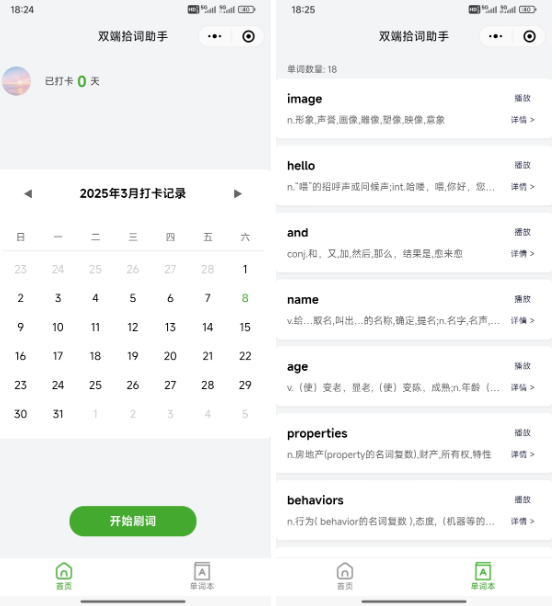 18:24
双端拾词助手
已打卡 0 天
2025年3月打卡记录
日 一 二 三 四 五 六
23 24 25 26 27 28 1
2 3 4 5 6 7 8
9 10 11 12 13 14 15
16 17 18 19 20 21 22
23 24 25 26 27 28 29
30 31 1 2 3 4 5
开始刷词
首页 单词本
18:25
双端拾词助手
单词数量: 18
image 播放
n.形象,声誉,画像,雕像,塑像,映像,意象 详情 >
hello 播放
n."喂"的招呼声或问候声;int.哈喽，喂,你好，您... 详情 >
and 播放
conj.和，又,加,然后,那么，结果是,愈来愈 详情 >
name 播放
v.给...取名,叫出...的名称,确定,提名;n.名字,名声,... 详情 >
age 播放
v.（使）变老，显老,（使）变陈，成熟;n.年龄（... 详情 >
properties 播放
n.房地产(property的名词复数),财产,所有权,特性 详情 >
behaviors 播放
n.行为( behavior的名词复数 ),态度,（机器等的... 详情 >
首页 单词本